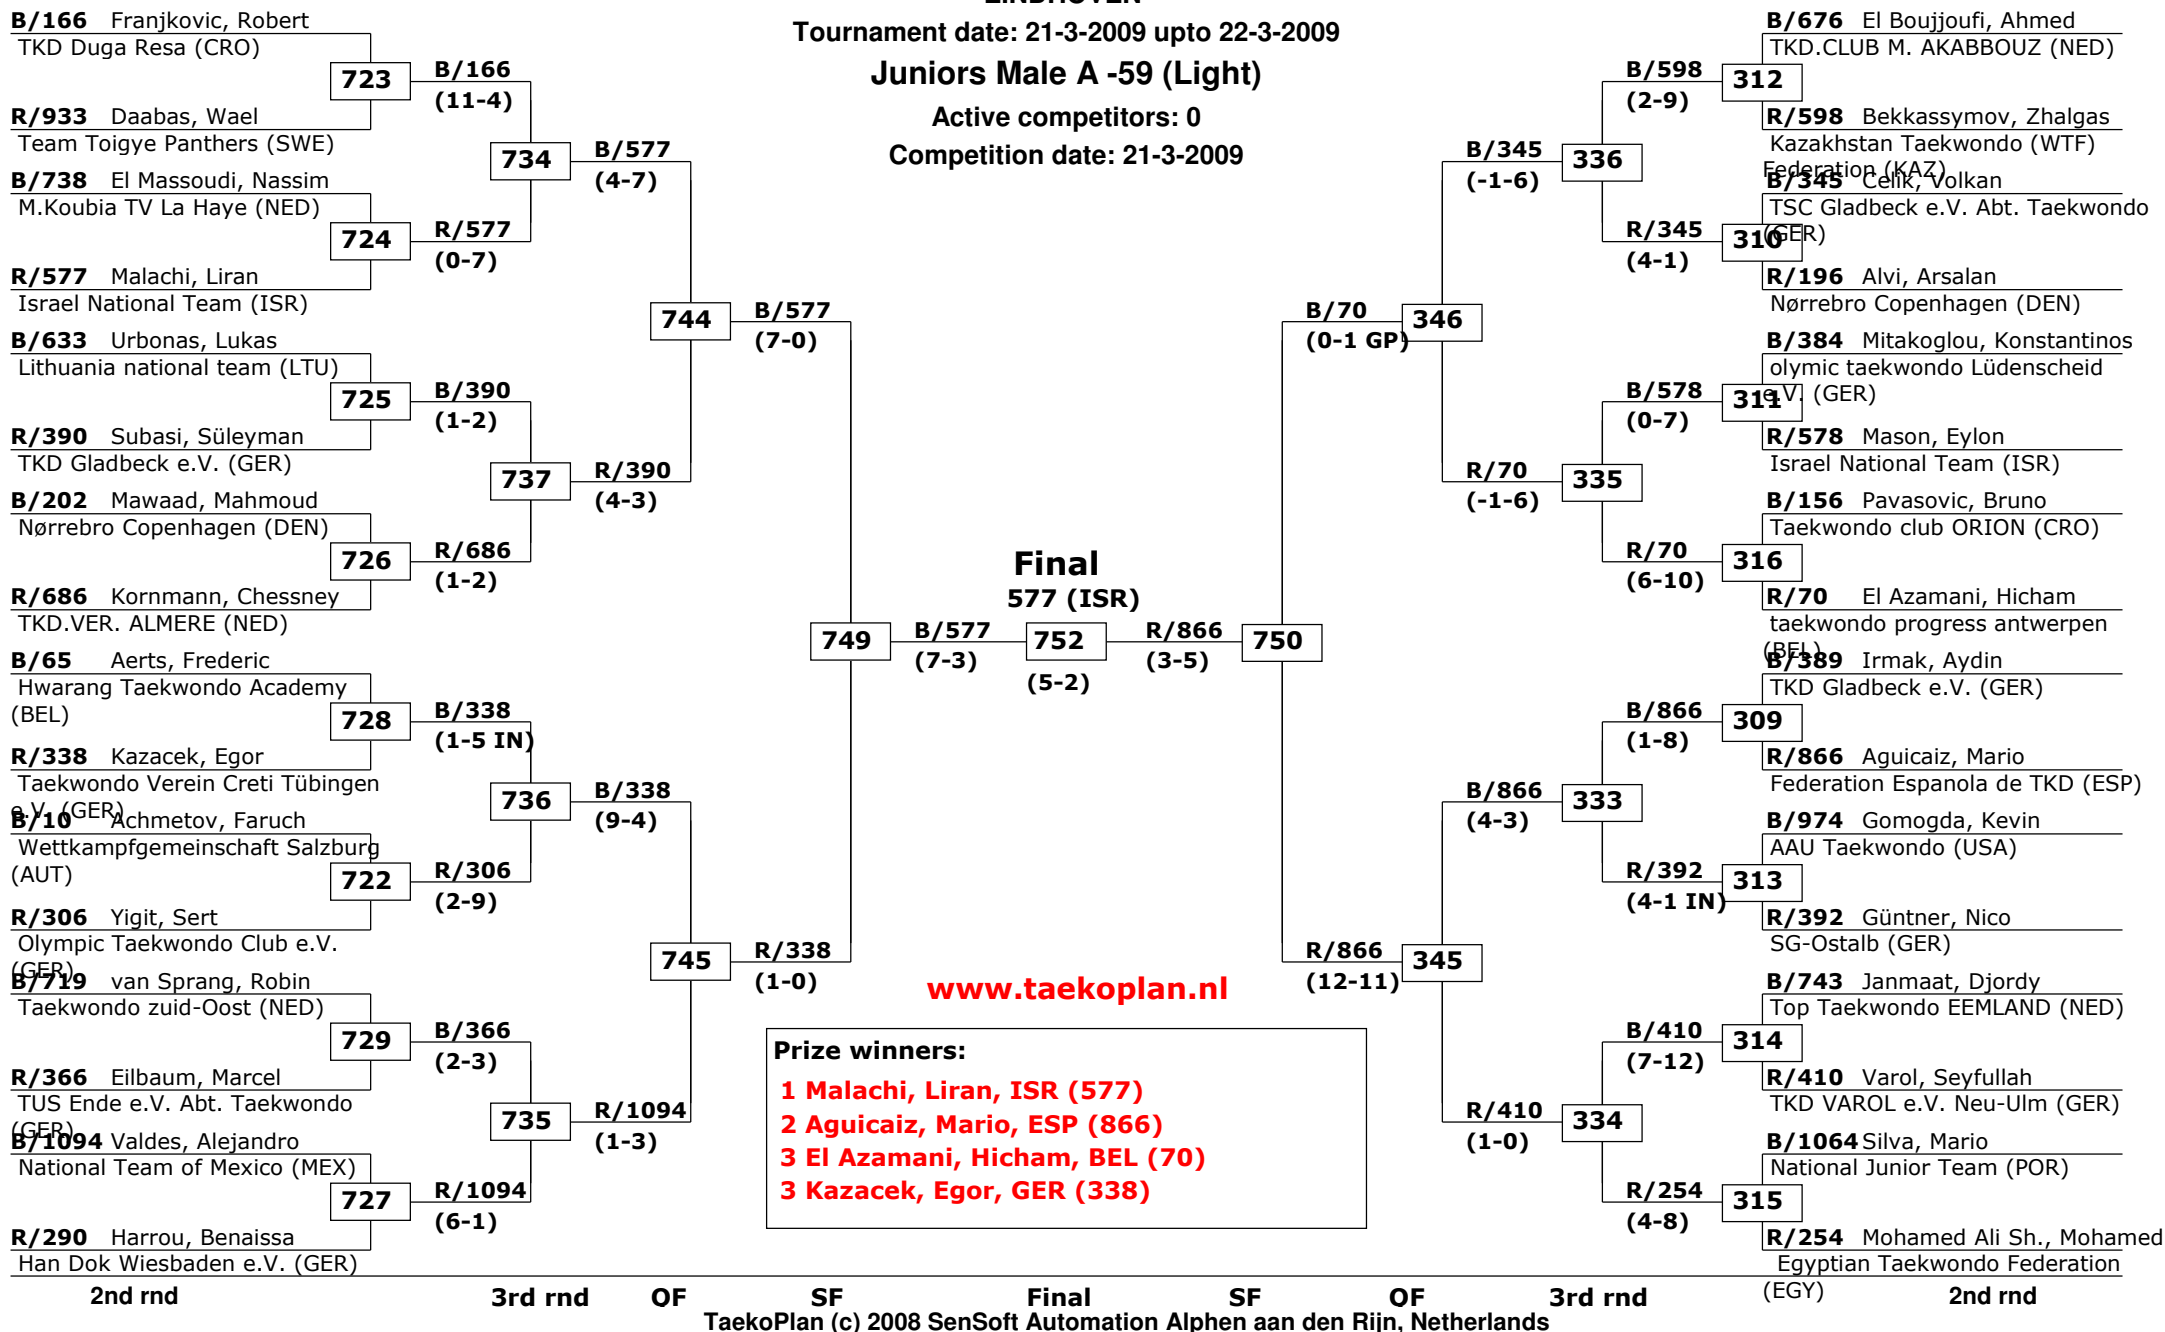 EINDHOVEN
Tournament date: 21-3-2009 upto 22-3-2009
Juniors Male A -59 (Light)
Active competitors: 0
Competition date: 21-3-2009
B/166 Franjkovic, Robert
TKD Duga Resa (CRO)
723
R/933 Daabas, Wael
Team Toigye Panthers (SWE)
B/738 El Massoudi, Nassim
M.Koubia TV La Haye (NED)
724
R/577 Malachi, Liran
Israel National Team (ISR)
B/633 Urbonas, Lukas
Lithuania national team (LTU)
725
R/390 Subasi, Süleyman
TKD Gladbeck e.V. (GER)
B/202 Mawaad, Mahmoud
Nørrebro Copenhagen (DEN)
726
R/686 Kornmann, Chessney
TKD.VER. ALMERE (NED)
B/65 Aerts, Frederic
Hwarang Taekwondo Academy
(BEL)
728
R/338 Kazacek, Egor
Taekwondo Verein Creti Tübingen
e.V. (GER)
B/10 Achmetov, Faruch
Wettkampfgemeinschaft Salzburg
(AUT)
722
R/306 Yigit, Sert
Olympic Taekwondo Club e.V.
(GER)
B/719 van Sprang, Robin
Taekwondo zuid-Oost (NED)
729
R/366 Eilbaum, Marcel
TUS Ende e.V. Abt. Taekwondo
(GER)
B/1094 Valdes, Alejandro
National Team of Mexico (MEX)
727
R/290 Harrou, Benaissa
Han Dok Wiesbaden e.V. (GER)
B/166
(11-4)
734
R/577
(0-7)
B/390
(1-2)
737
R/686
(1-2)
B/338
(1-5 IN)
736
R/306
(2-9)
B/366
(2-3)
735
R/1094
(6-1)
B/577
(4-7)
744
R/390
(4-3)
B/338
(9-4)
745
R/1094
(1-3)
B/577
(7-0)
749
R/338
(1-0)
Final
577 (ISR)
B/577
(7-3)
752
(5-2)
R/866
(3-5)
750
B/70
(0-1 GP)
346
R/866
(12-11)
345
B/345
(-1-6)
336
R/70
(-1-6)
335
B/866
(4-3)
333
R/410
(1-0)
334
B/598
(2-9)
312
R/345
(4-1)
310
B/578
(0-7)
311
R/70
(6-10)
316
B/866
(1-8)
309
R/392
(4-1 IN)
313
B/410
(7-12)
314
R/254
(4-8)
315
B/676 El Boujjoufi, Ahmed
TKD.CLUB M. AKABBOUZ (NED)
R/598 Bekkassymov, Zhalgas
Kazakhstan Taekwondo (WTF)
Federation (KAZ)
B/345 Celik, Volkan
TSC Gladbeck e.V. Abt. Taekwondo
(GER)
R/196 Alvi, Arsalan
Nørrebro Copenhagen (DEN)
B/384 Mitakoglou, Konstantinos
olymic taekwondo Lüdenscheid
e.V. (GER)
R/578 Mason, Eylon
Israel National Team (ISR)
B/156 Pavasovic, Bruno
Taekwondo club ORION (CRO)
R/70 El Azamani, Hicham
taekwondo progress antwerpen
(BEL)
B/389 Irmak, Aydin
TKD Gladbeck e.V. (GER)
R/866 Aguicaiz, Mario
Federation Espanola de TKD (ESP)
B/974 Gomogda, Kevin
AAU Taekwondo (USA)
R/392 Güntner, Nico
SG-Ostalb (GER)
B/743 Janmaat, Djordy
Top Taekwondo EEMLAND (NED)
R/410 Varol, Seyfullah
TKD VAROL e.V. Neu-Ulm (GER)
B/1064 Silva, Mario
National Junior Team (POR)
R/254 Mohamed Ali Sh., Mohamed
Egyptian Taekwondo Federation
(EGY)
www.taekoplan.nl
Prize winners:
1 Malachi, Liran, ISR (577)
2 Aguicaiz, Mario, ESP (866)
3 El Azamani, Hicham, BEL (70)
3 Kazacek, Egor, GER (338)
2nd rnd 3rd rnd QF SF Final SF QF 3rd rnd 2nd rnd
TaekoPlan (c) 2008 SenSoft Automation Alphen aan den Rijn, Netherlands